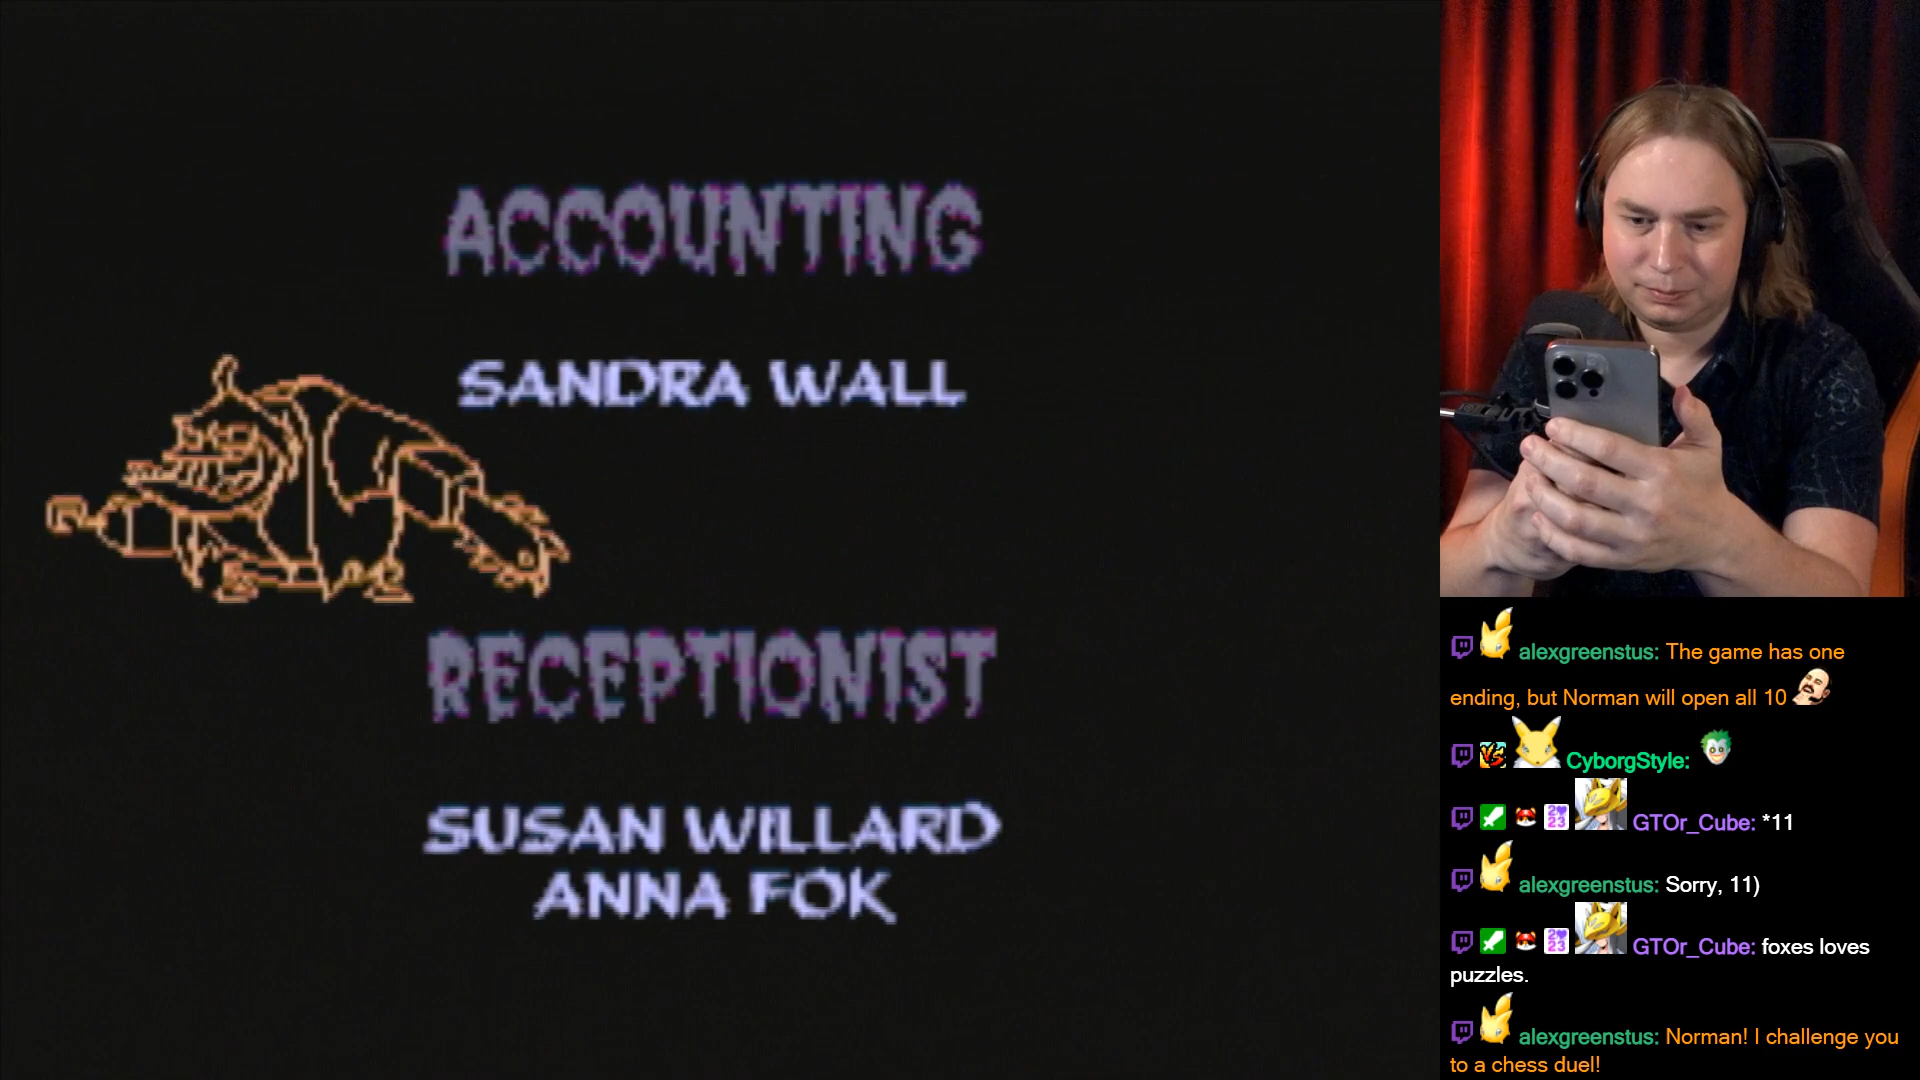 ACCOUNTING
SANDRA WALL
RECEPTIONIST
SUSAN WILLARD
ANNA FOK
alexgreenstus: The game has one
ending, but Norman will open all 10
CyborgStyle:
GTOr_Cube: *11
alexgreenstus: Sorry, 11)
GTOr_Cube: foxes loves
puzzles.
alexgreenstus: Norman! I challenge you
to a chess duel!